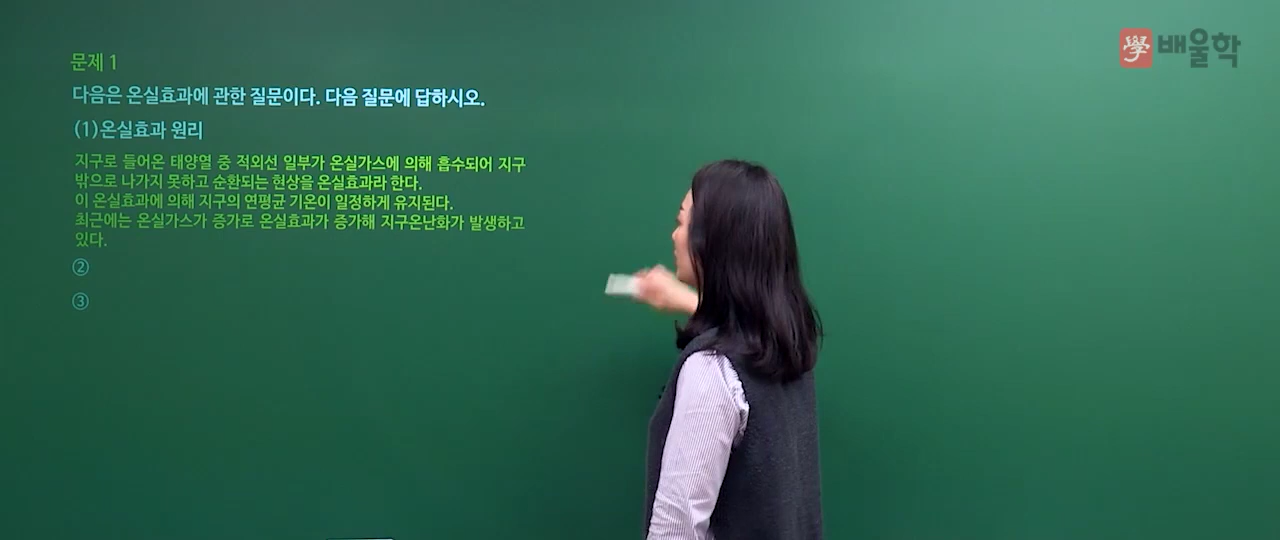 學 배울학
문제 1
다음은 온실효과에 관한 질문이다. 다음 질문에 답하시오.
(1)온실효과 원리
지구로 들어온 태양열 중 적외선 일부가 온실가스에 의해 흡수되어 지구
밖으로 나가지 못하고 순환되는 현상을 온실효과라 한다.
이 온실효과에 의해 지구의 연평균 기온이 일정하게 유지된다.
최근에는 온실가스가 증가로 온실효과가 증가해 지구온난화가 발생하고
있다.
②
③